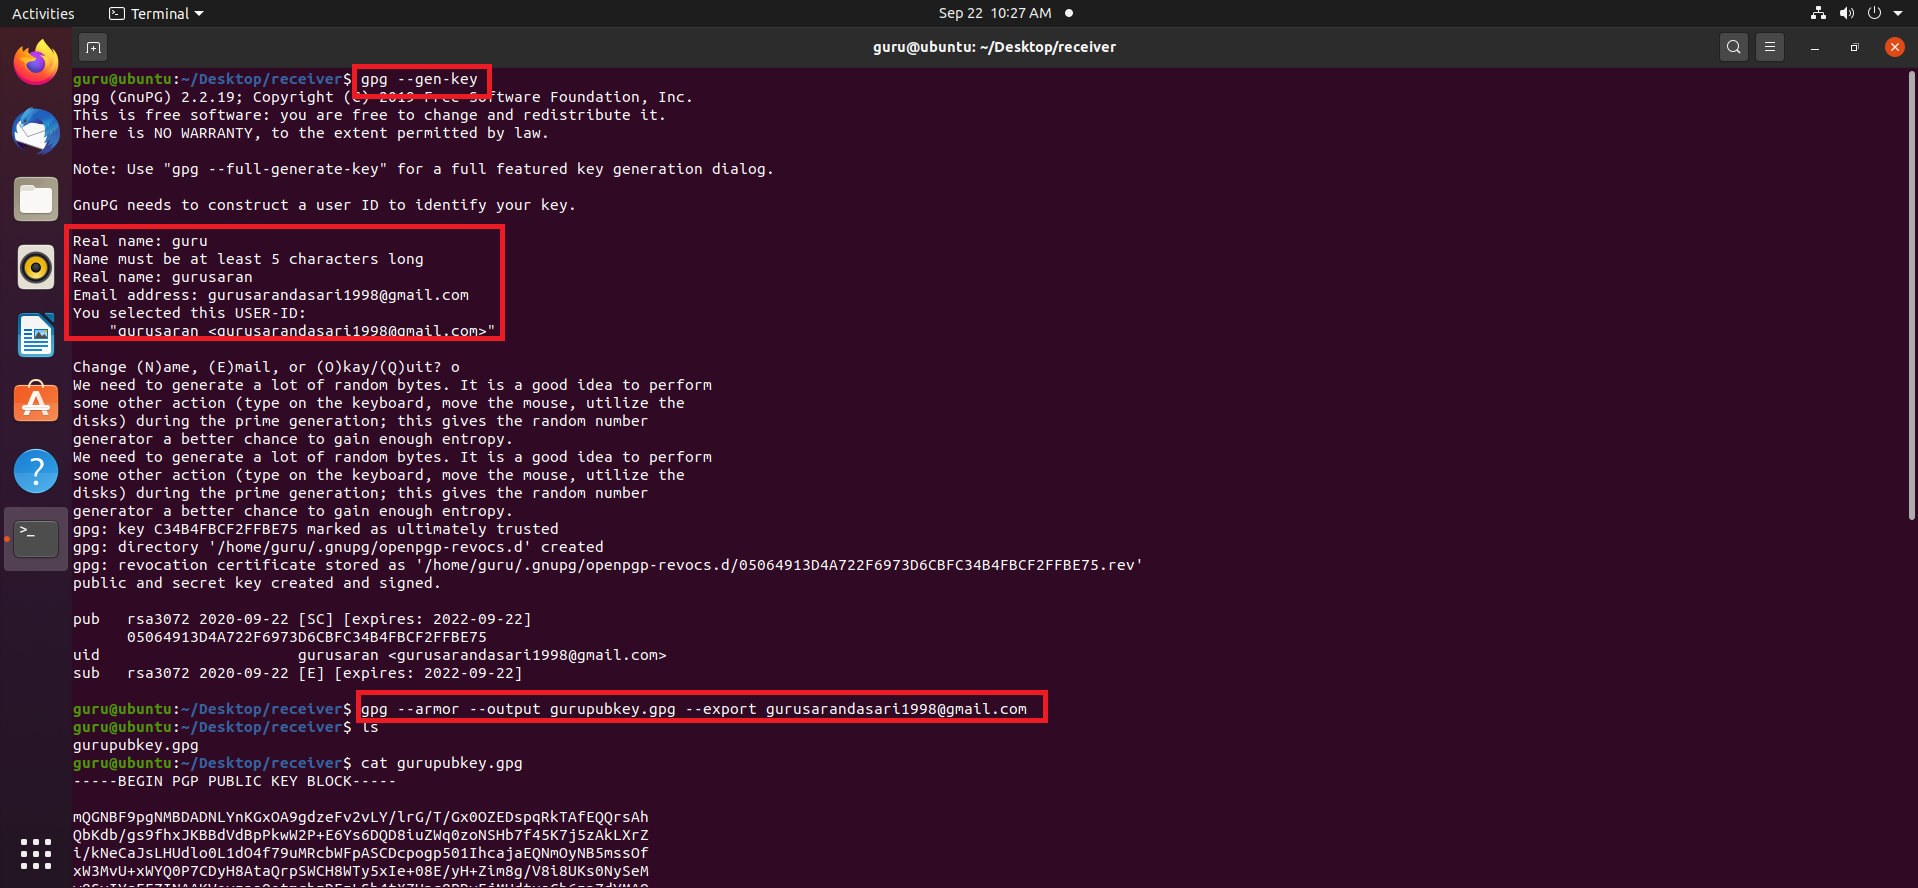 Activities Terminal Sep 22 10:27 AM
guru@ubuntu: ~/Desktop/receiver
guru@ubuntu:~/Desktop/receiver$ gpg --gen-key
gpg (GnuPG) 2.2.19; Copyright (C) 2019 Free Software Foundation, Inc.
This is free software: you are free to change and redistribute it.
There is NO WARRANTY, to the extent permitted by law.
Note: Use "gpg --full-generate-key" for a full featured key generation dialog.
GnuPG needs to construct a user ID to identify your key.
Real name: guru
Name must be at least 5 characters long
Real name: gurusaran
Email address: gurusarandasari1998@gmail.com
You selected this USER-ID:
"gurusaran <gurusarandasari1998@gmail.com>"
Change (N)ame, (E)mail, or (O)kay/(Q)uit? o
We need to generate a lot of random bytes. It is a good idea to perform
some other action (type on the keyboard, move the mouse, utilize the
disks) during the prime generation; this gives the random number
generator a better chance to gain enough entropy.
We need to generate a lot of random bytes. It is a good idea to perform
some other action (type on the keyboard, move the mouse, utilize the
disks) during the prime generation; this gives the random number
generator a better chance to gain enough entropy.
gpg: key C34B4FBCF2FFBE75 marked as ultimately trusted
gpg: directory '/home/guru/.gnupg/openpgp-revocs.d' created
gpg: revocation certificate stored as '/home/guru/.gnupg/openpgp-revocs.d/05064913D4A722F6973D6CBFC34B4FBCF2FFBE75.rev'
public and secret key created and signed.
pub rsa3072 2020-09-22 [SC] [expires: 2022-09-22]
05064913D4A722F6973D6CBFC34B4FBCF2FFBE75
uid gurusaran <gurusarandasari1998@gmail.com>
sub rsa3072 2020-09-22 [E] [expires: 2022-09-22]
guru@ubuntu:~/Desktop/receiver$ gpg --armor --output gurupubkey.gpg --export gurusarandasari1998@gmail.com
guru@ubuntu:~/Desktop/receiver$ ls
gurupubkey.gpg
guru@ubuntu:~/Desktop/receiver$ cat gurupubkey.gpg
-----BEGIN PGP PUBLIC KEY BLOCK-----
mQGNBF9pgNMBDADNLYnKGxOA9gdzeFv2vLY/lrG/T/Gx0OZEDspqRkTAfEQQrsAh
QbKdb/gs9fhxJKBBdVdBpPkwW2P+E6Ys6DQD8iuZWq0zoNSHb7f45K7j5zAkLXrZ
i/kNeCaJsLHUdlo0L1dO4f79uMRcbWFpASCDcpogp501IhcajaEQNmOyNB5mssOf
xW3MvU+xWYQ0P7CDyH8AtaQrpSWCH8WTy5xIe+08E/yH+Zim8g/V8i8UKs0NySeM